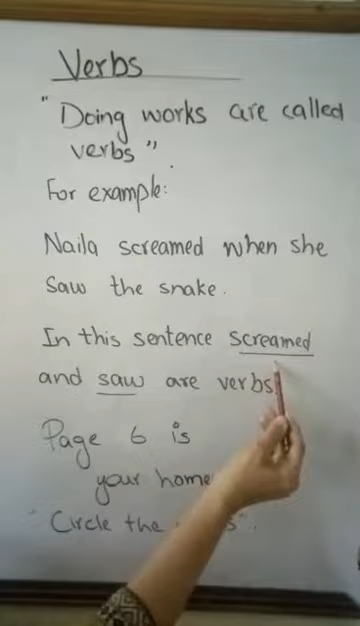 Verbs
"Doing works are called
verbs".
For example:
Naila screamed when she
saw the snake.
In this sentence screamed
and saw are verbs
Page 6 is
your home
"Circle the